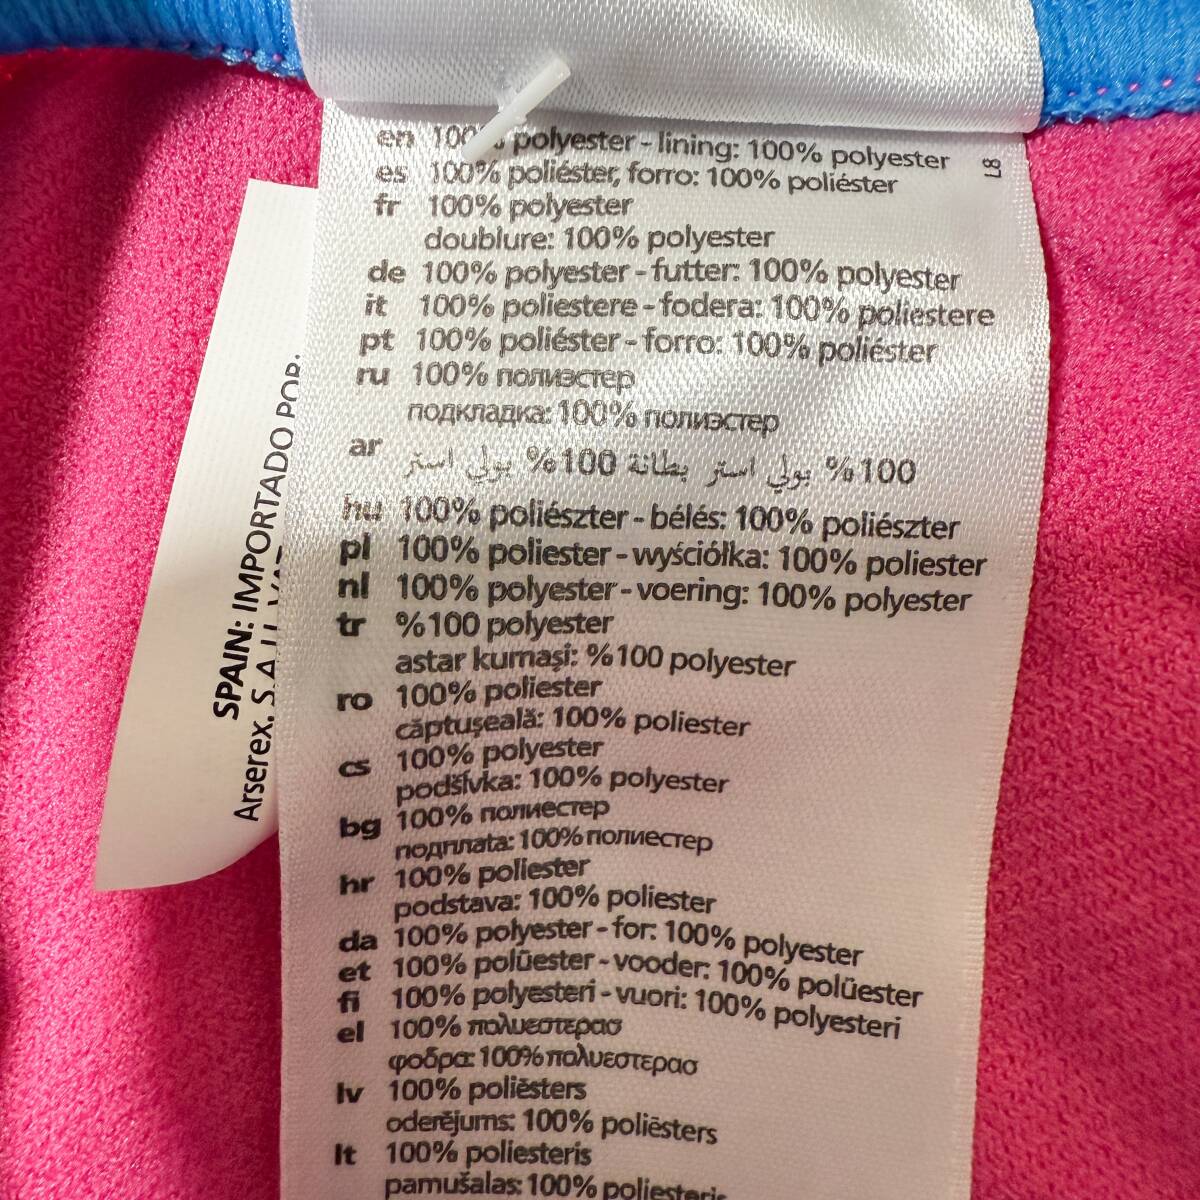 en 100% polyester - lining: 100% polyester
L8
es 100% poliéster, forro: 100% poliéster
fr 100% polyester
doublure: 100% polyester
de 100% polyester - futter: 100% polyester
it 100% poliestere - fodera: 100% poliestere
pt 100% poliéster - forro: 100% poliéster
ru 100% полиэстер
подкладка: 100% полиэстер
ar 100% بولي استر بطانة 100% بولي استر
hu 100% poliészter - bélés: 100% poliészter
pl 100% poliester - wyściółka: 100% poliester
nl 100% polyester - voering: 100% polyester
tr %100 polyester
astar kumaşi: %100 polyester
ro 100% poliester
căptușeală: 100% poliester
cs 100% polyester
podšívka: 100% polyester
bg 100% полиестер
подплата: 100% полиестер
hr 100% poliester
podstava: 100% poliester
da 100% polyester - for: 100% polyester
et 100% polüester - vooder: 100% polüester
fi 100% polyesteri - vuori: 100% polyesteri
el 100% πολυεστερασ
φοδρα: 100% πολυεστερασ
lv 100% poliēsters
oderējums: 100% poliēsters
lt 100% poliesteris
pamušalas: 100% poliesteris
SPAIN: IMPORTADO POR:
Arserex, S.A.U.